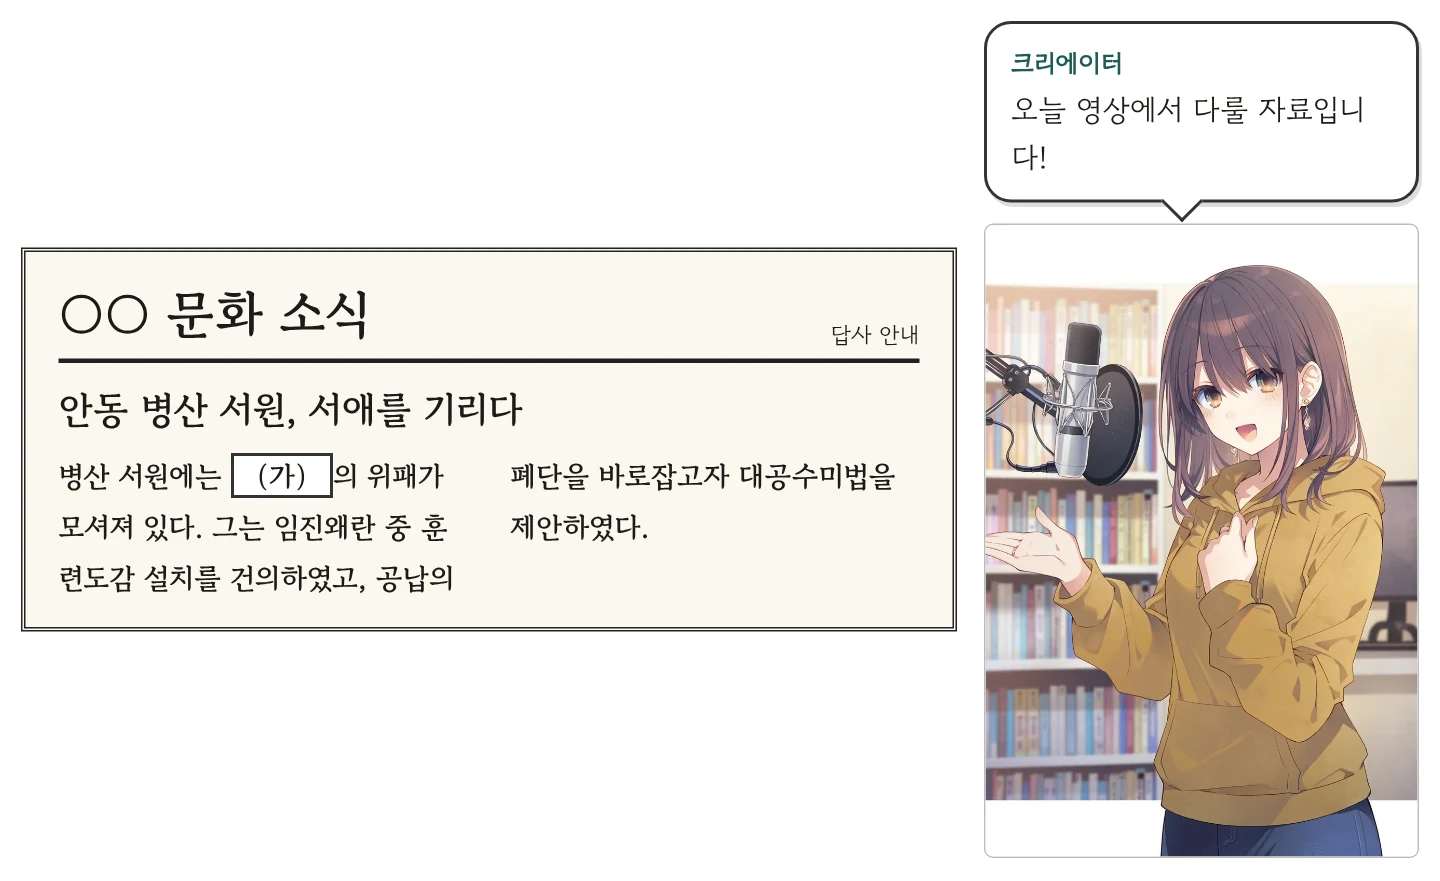 크리에이터
오늘 영상에서 다룰 자료입니
다!
○○ 문화 소식
답사 안내
안동 병산 서원, 서애를 기리다
병산 서원에는 (가)의 위패가
모셔져 있다. 그는 임진왜란 중 훈
련도감 설치를 건의하였고, 공납의
폐단을 바로잡고자 대공수미법을
제안하였다.